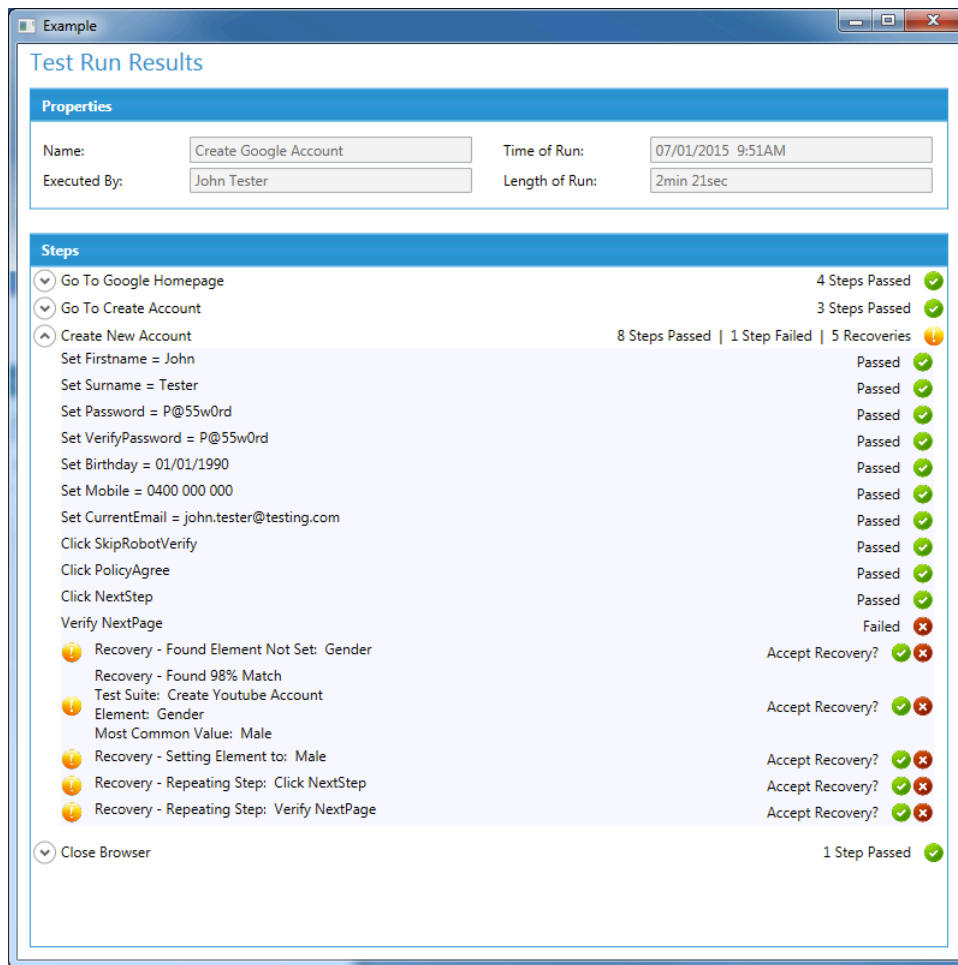 Example
Test Run Results
Properties
Name: Create Google Account Time of Run: 07/01/2015 9:51AM
Executed By: John Tester Length of Run: 2min 21sec
Steps
Go To Google Homepage 4 Steps Passed
Go To Create Account 3 Steps Passed
Create New Account 8 Steps Passed | 1 Step Failed | 5 Recoveries
Set Firstname = John Passed
Set Surname = Tester Passed
Set Password = P@55w0rd Passed
Set VerifyPassword = P@55w0rd Passed
Set Birthday = 01/01/1990 Passed
Set Mobile = 0400 000 000 Passed
Set CurrentEmail = john.tester@testing.com Passed
Click SkipRobotVerify Passed
Click PolicyAgree Passed
Click NextStep Passed
Verify NextPage Failed
Recovery - Found Element Not Set: Gender Accept Recovery?
Recovery - Found 98% Match
Test Suite: Create Youtube Account
Element: Gender
Most Common Value: Male
Accept Recovery?
Recovery - Setting Element to: Male Accept Recovery?
Recovery - Repeating Step: Click NextStep Accept Recovery?
Recovery - Repeating Step: Verify NextPage Accept Recovery?
Close Browser 1 Step Passed